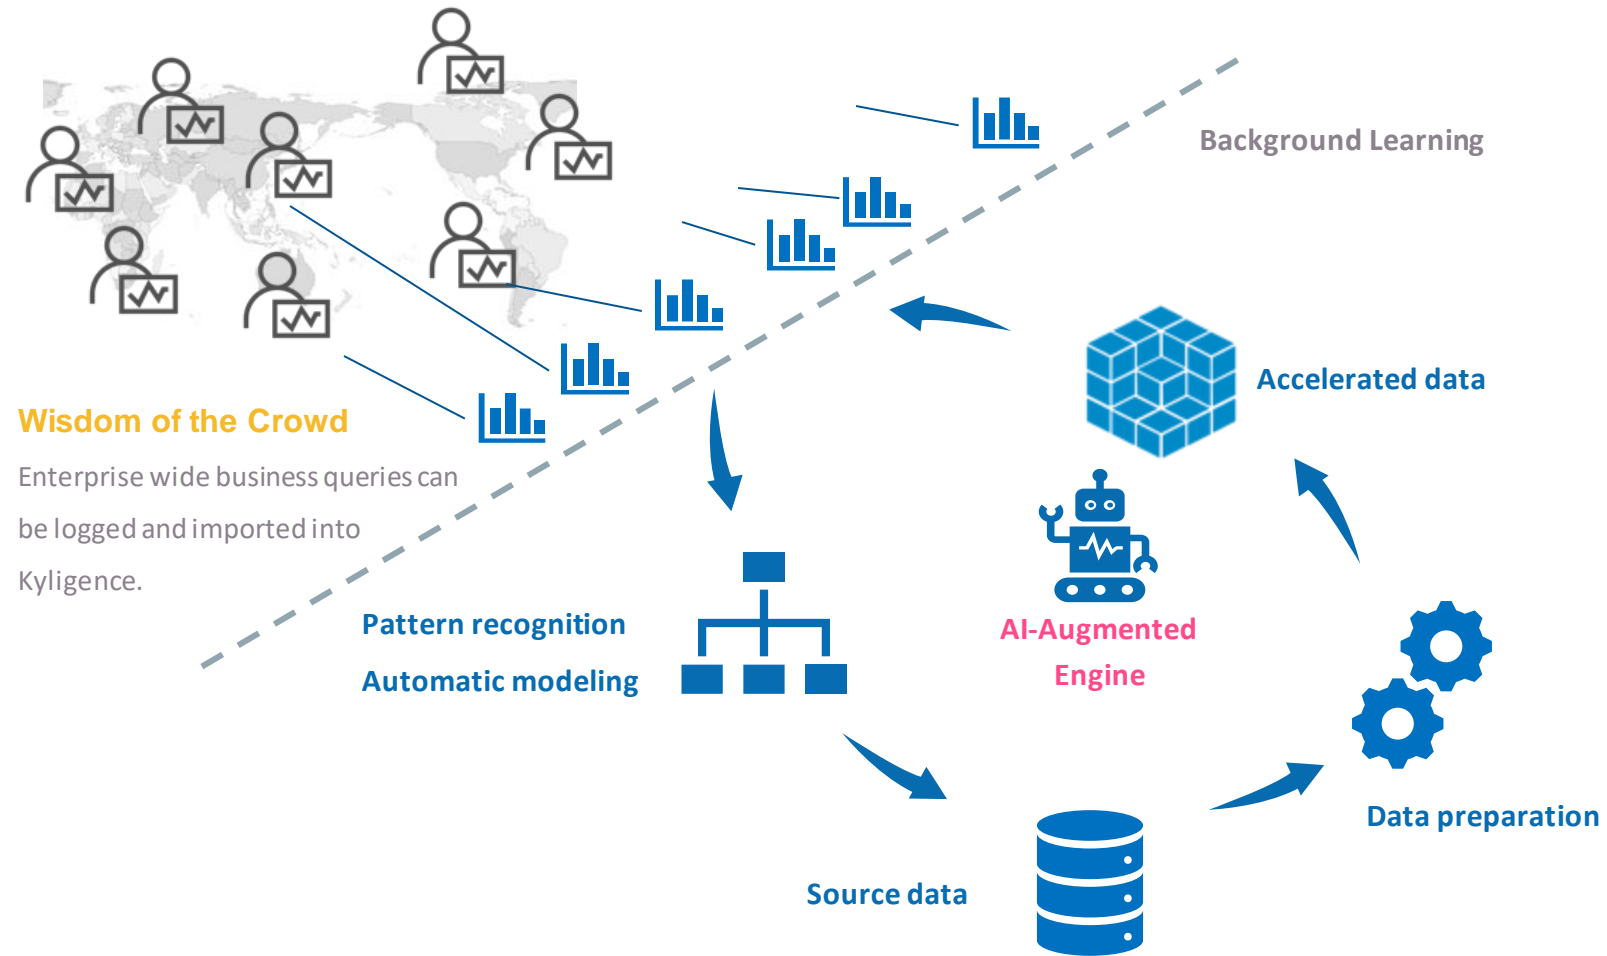 Background Learning
Accelerated data
Wisdom of the Crowd
Enterprise wide business queries can
be logged and imported into
Kyligence.
Pattern recognition
Automatic modeling
AI-Augmented
Engine
Data preparation
Source data